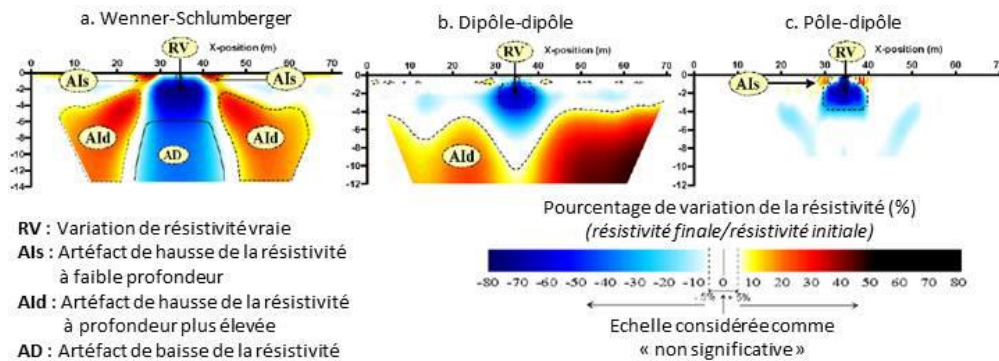 a. Wenner-Schlumberger
b. Dipôle-dipôle
c. Pôle-dipôle
RV X-position (m)
RV X-position (m)
RV X-position (m)
0 10 20 30 40 50 60 70
0 10 20 30 40 50 60 70
0 10 20 30 40 50 60 70
AIs AIs
AIs
0
-2
-4
-6
-8
-10
-12
-14
0
-2
-4
-6
-8
-10
-12
0
-2
-4
-6
-8
-10
-12
AId AId
AD
AId
RV : Variation de résistivité vraie
AIs : Artéfact de hausse de la résistivité
à faible profondeur
AId : Artéfact de hausse de la résistivité
à profondeur plus élevée
AD : Artéfact de baisse de la résistivité
Pourcentage de variation de la résistivité (%)
(résistivité finale/résistivité initiale)
-80 -70 -60 -50 -40 -30 -20 -10 0 10 20 30 40 50 60 70 80
- 5% + 5%
Echelle considérée comme
« non significative »